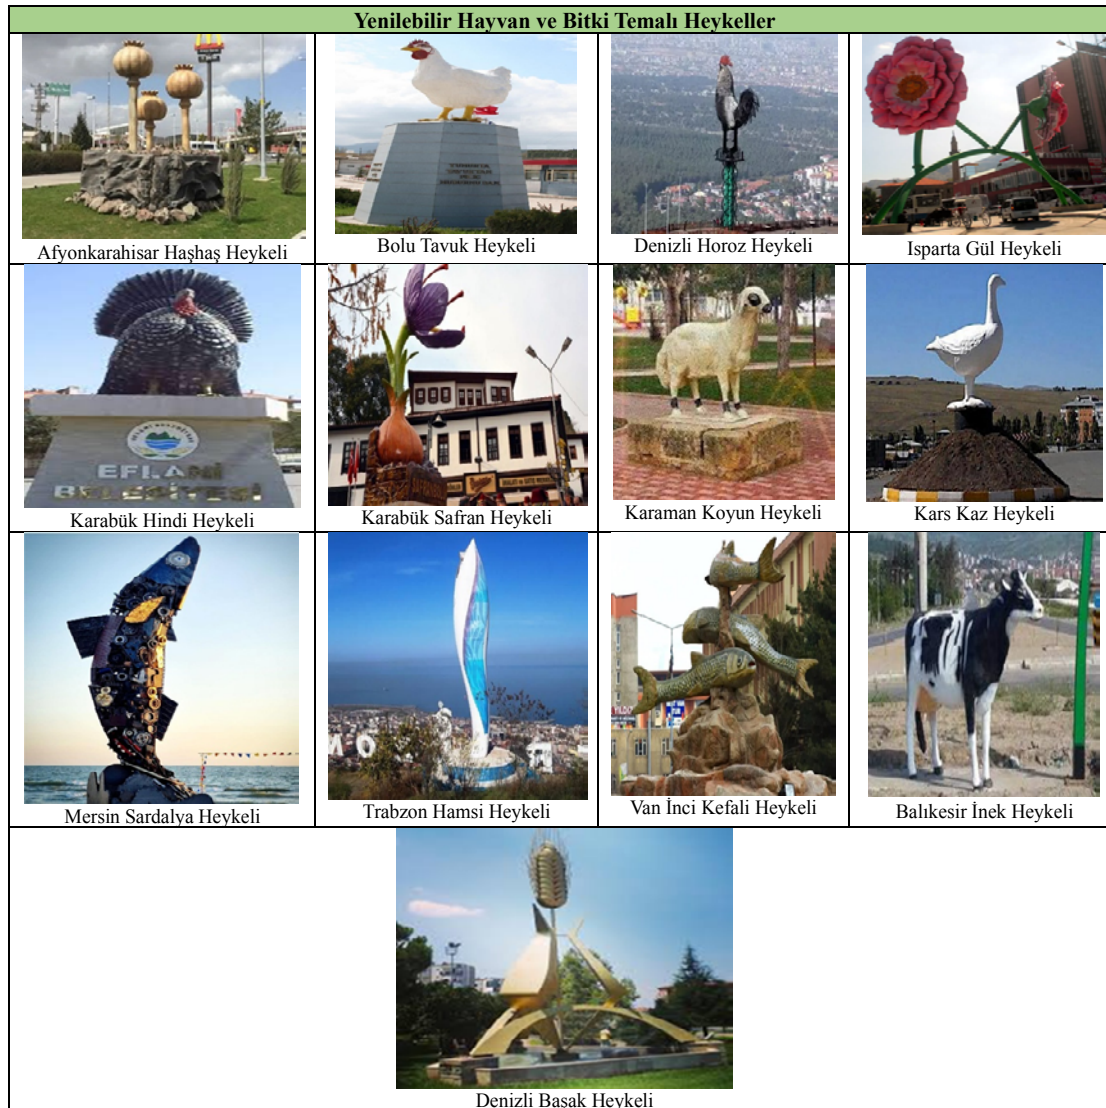 Yenilebilir Hayvan ve Bitki Temalı Heykeller
Afyonkarahisar Haşhaş Heykeli
Bolu Tavuk Heykeli
Denizli Horoz Heykeli
Isparta Gül Heykeli
EFLANİ
BELEDİYESİ
Karabük Hindi Heykeli
Karabük Safran Heykeli
Karaman Koyun Heykeli
Kars Kaz Heykeli
Mersin Sardalya Heykeli
Trabzon Hamsi Heykeli
Van İnci Kefali Heykeli
Balıkesir İnek Heykeli
Denizli Başak Heykeli